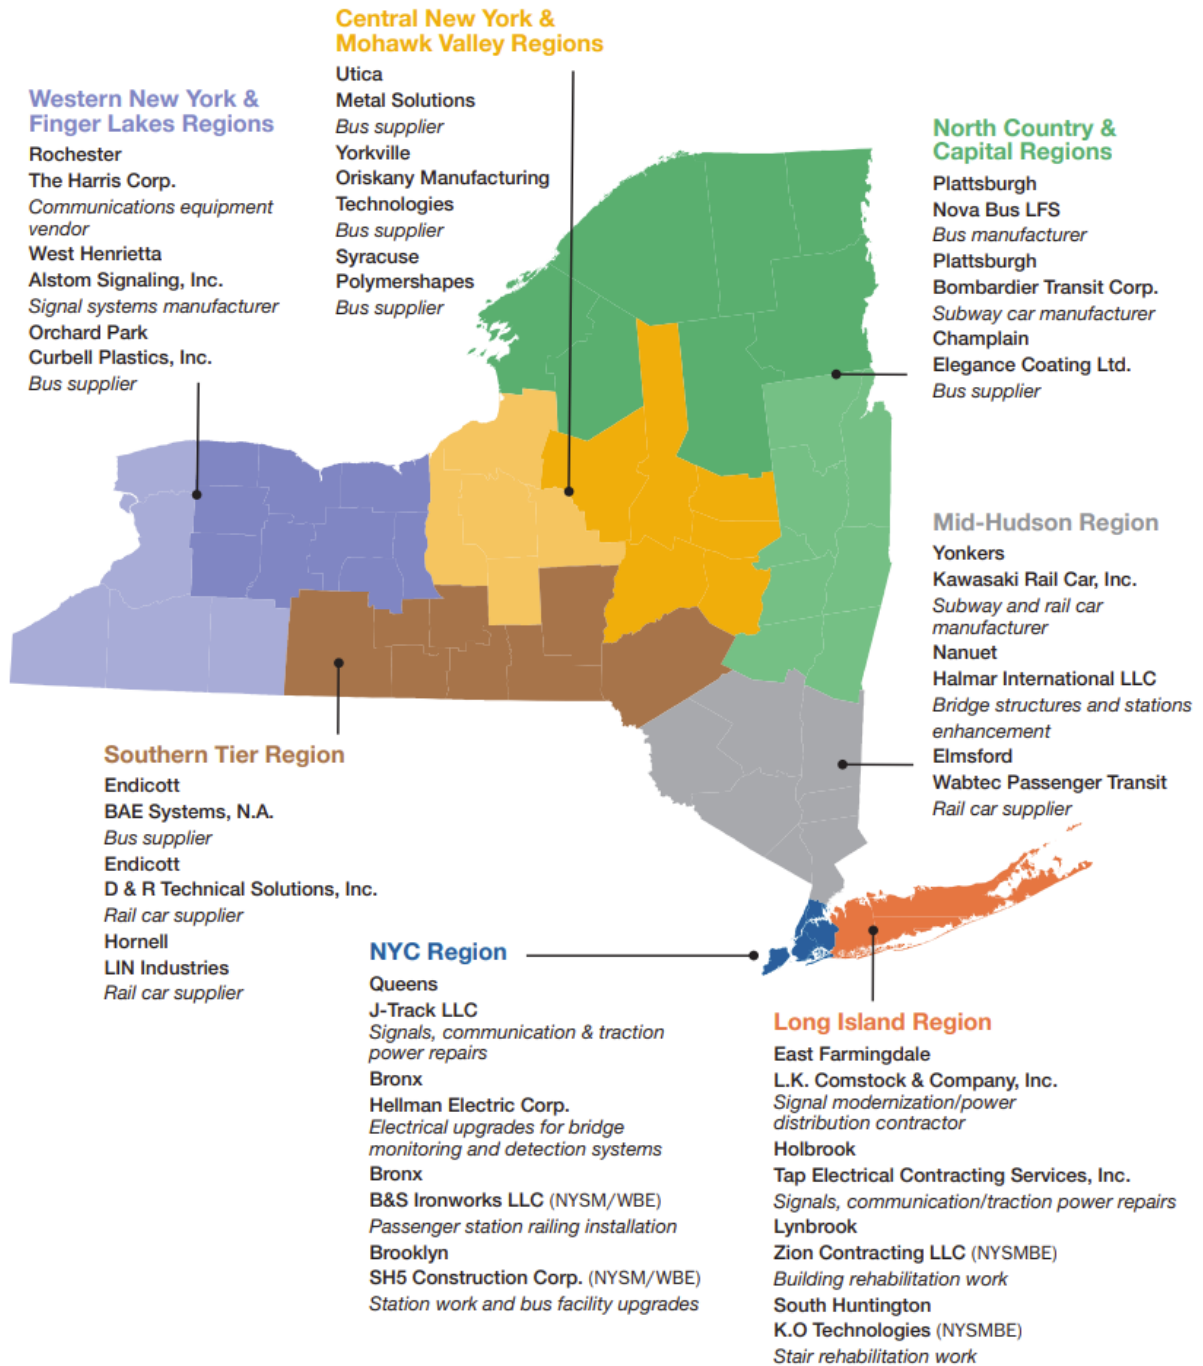 Central New York &
Mohawk Valley Regions
Utica
Metal Solutions
Bus supplier
Yorkville
Oriskany Manufacturing
Technologies
Bus supplier
Syracuse
Polymershapes
Bus supplier
Western New York &
Finger Lakes Regions
Rochester
The Harris Corp.
Communications equipment
vendor
West Henrietta
Alstom Signaling, Inc.
Signal systems manufacturer
Orchard Park
Curbell Plastics, Inc.
Bus supplier
North Country &
Capital Regions
Plattsburgh
Nova Bus LFS
Bus manufacturer
Plattsburgh
Bombardier Transit Corp.
Subway car manufacturer
Champlain
Elegance Coating Ltd.
Bus supplier
Mid-Hudson Region
Yonkers
Kawasaki Rail Car, Inc.
Subway and rail car
manufacturer
Nanuet
Halmar International LLC
Bridge structures and stations
enhancement
Elmsford
Wabtec Passenger Transit
Rail car supplier
Southern Tier Region
Endicott
BAE Systems, N.A.
Bus supplier
Endicott
D & R Technical Solutions, Inc.
Rail car supplier
Hornell
LIN Industries
Rail car supplier
NYC Region
Queens
J-Track LLC
Signals, communication & traction
power repairs
Bronx
Hellman Electric Corp.
Electrical upgrades for bridge
monitoring and detection systems
Bronx
B&S Ironworks LLC (NYSM/WBE)
Passenger station railing installation
Brooklyn
SH5 Construction Corp. (NYSM/WBE)
Station work and bus facility upgrades
Long Island Region
East Farmingdale
L.K. Comstock & Company, Inc.
Signal modernization/power
distribution contractor
Holbrook
Tap Electrical Contracting Services, Inc.
Signals, communication/traction power repairs
Lynbrook
Zion Contracting LLC (NYSMBE)
Building rehabilitation work
South Huntington
K.O Technologies (NYSMBE)
Stair rehabilitation work